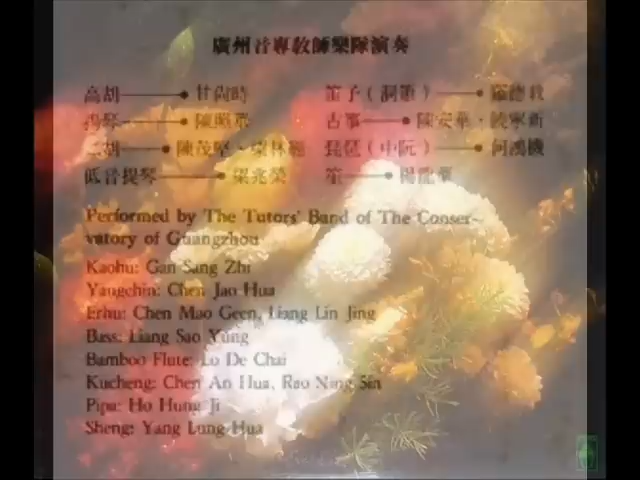 廣州音專教師樂隊演奏
高胡——甘尚時 笛子(洞簫)——羅德栽
揚琴——陳照華 古箏——陳安華·饒寧新
二胡——陳茂堅·梁林 琵琶(中阮)——何鴻機
低音提琴——梁兆榮 笙——楊龍華
Performed by The Tutors' Band of The Conser-
vatory of Guangzhou
Kaohu: Gan Sang Zhi
Yangchin: Chen Jao Hua
Erhu: Chen Mao Geen, Liang Lin Jing
Bass: Liang Sao Yung
Bamboo Flute: Lo De Chai
Kucheng: Chen An Hua, Rao Ning Sin
Pipa: Ho Hung Ji
Sheng: Yang Lung Hua